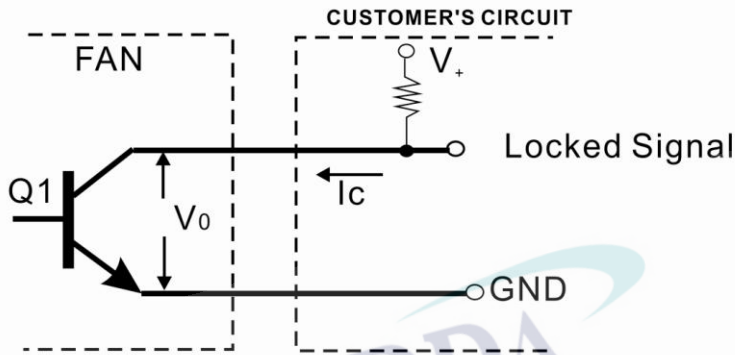 CUSTOMER'S CIRCUIT
FAN
V+
Locked Signal
Q1
Ic
V0
GND